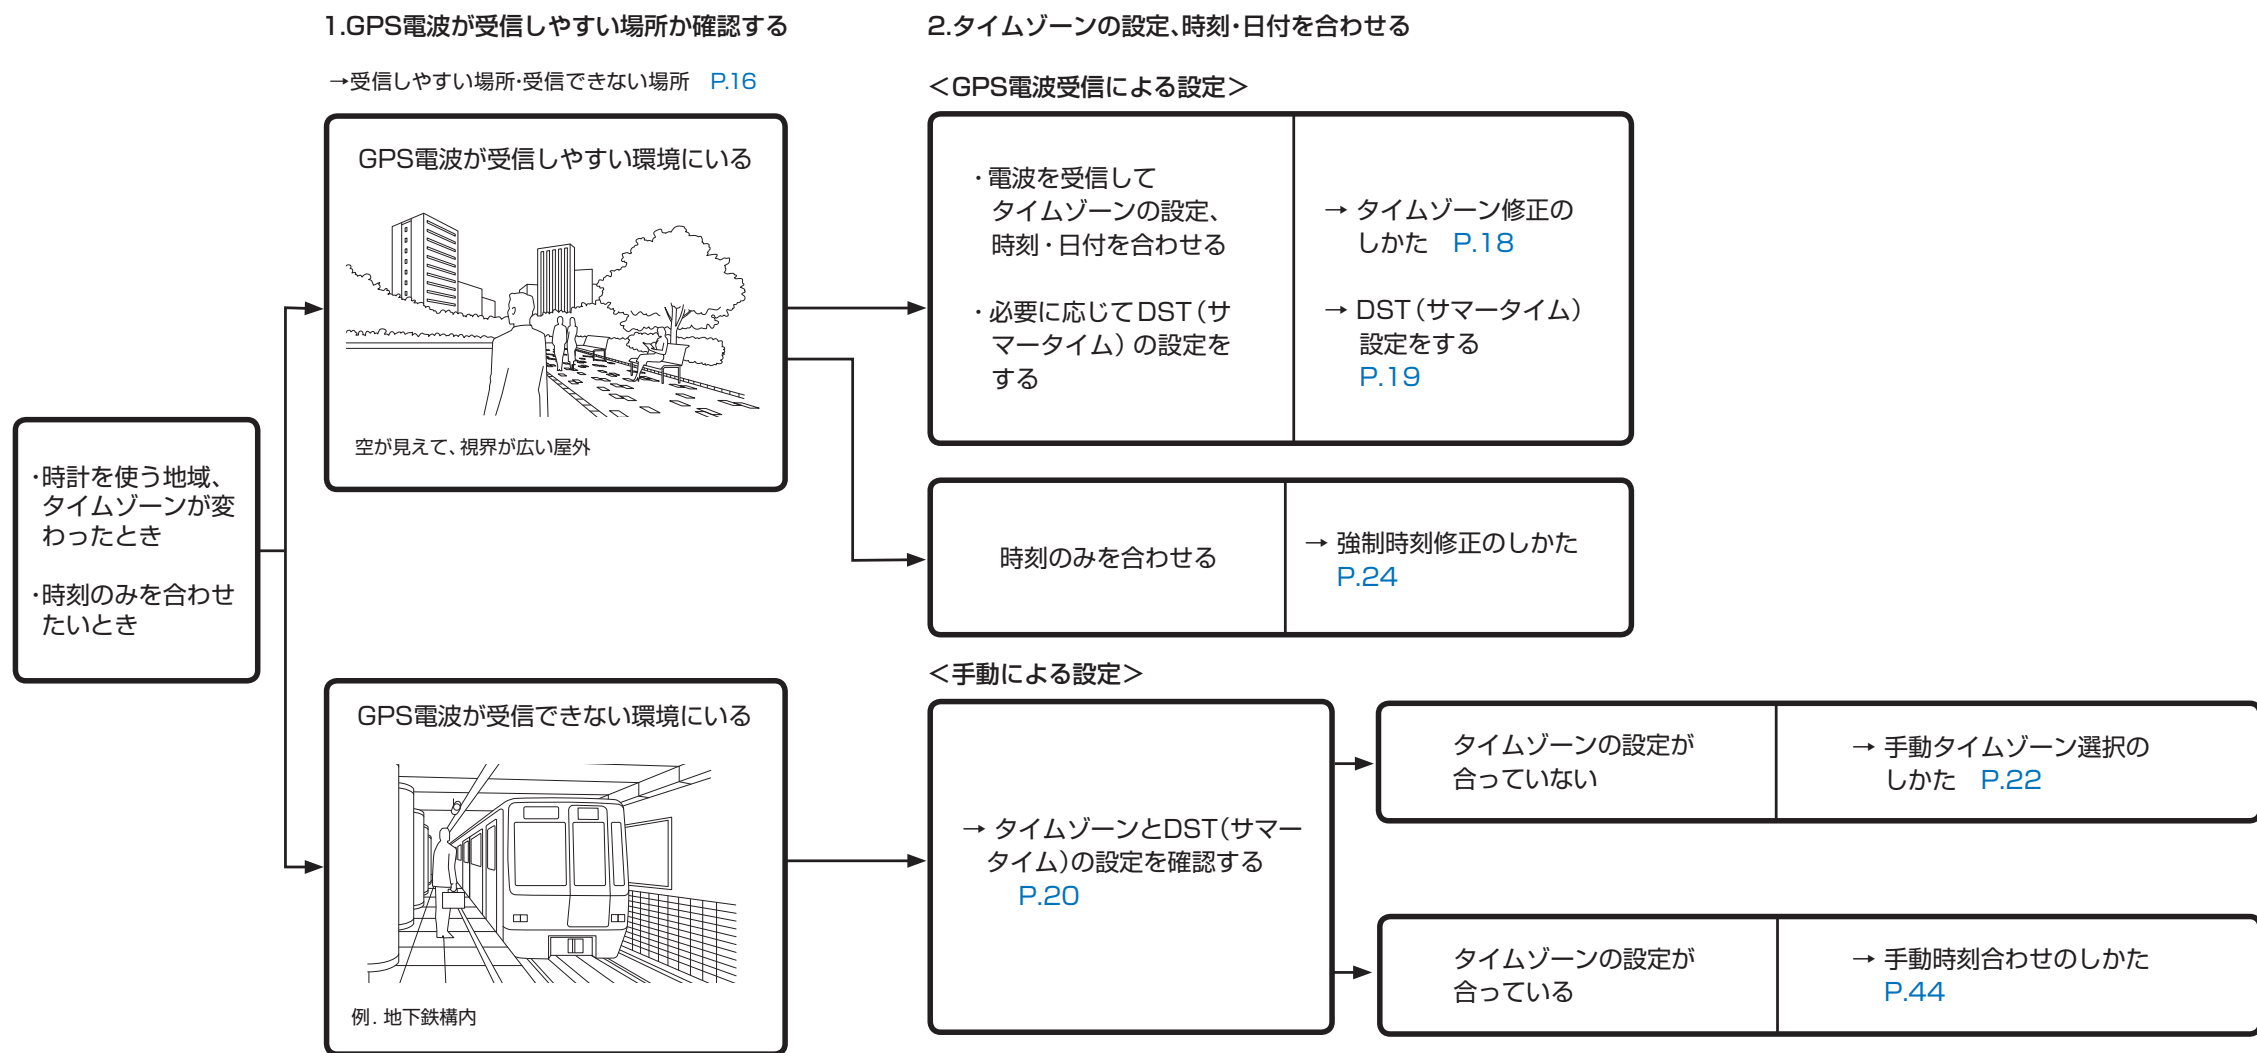 1.GPS電波が受信しやすい場所か確認する
→受信しやすい場所・受信できない場所 P.16
2.タイムゾーンの設定、時刻・日付を合わせる
＜GPS電波受信による設定＞
・時計を使う地域、
タイムゾーンが変
わったとき
・時刻のみを合わせ
たいとき
GPS電波が受信しやすい環境にいる
空が見えて、視界が広い屋外
・電波を受信して
タイムゾーンの設定、
時刻・日付を合わせる
・必要に応じてDST（サ
マータイム）の設定を
する
→ タイムゾーン修正の
しかた P.18
→ DST（サマータイム）
設定をする
P.19
時刻のみを合わせる
→ 強制時刻修正のしかた
P.24
GPS電波が受信できない環境にいる
例. 地下鉄構内
＜手動による設定＞
→ タイムゾーンとDST（サマー
タイム）の設定を確認する
P.20
タイムゾーンの設定が
合っていない
→ 手動タイムゾーン選択の
しかた P.22
タイムゾーンの設定が
合っている
→ 手動時刻合わせのしかた
P.44